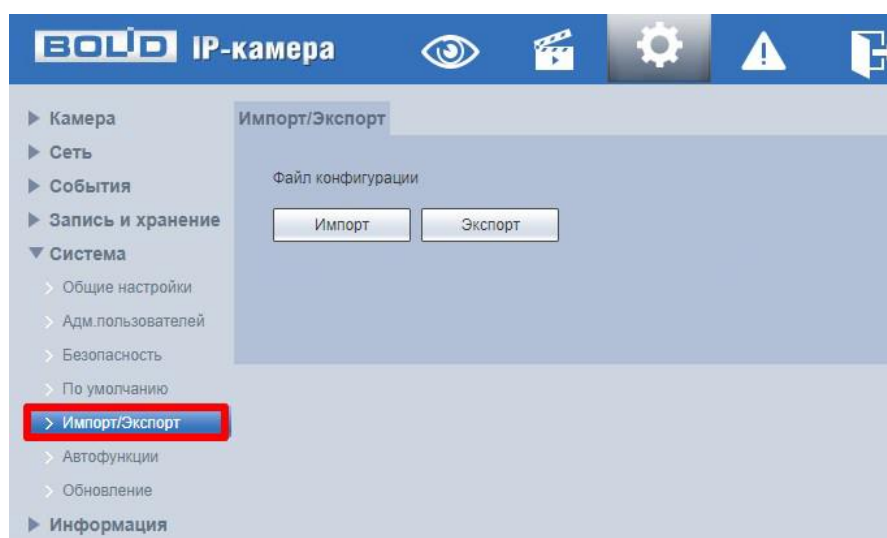 BOLID IP-камера
Камера
Сеть
События
Запись и хранение
Система
Общие настройки
Адм.пользователей
Безопасность
По умолчанию
Импорт/Экспорт
Автофункции
Обновление
Информация
Импорт/Экспорт
Файл конфигурации
Импорт Экспорт